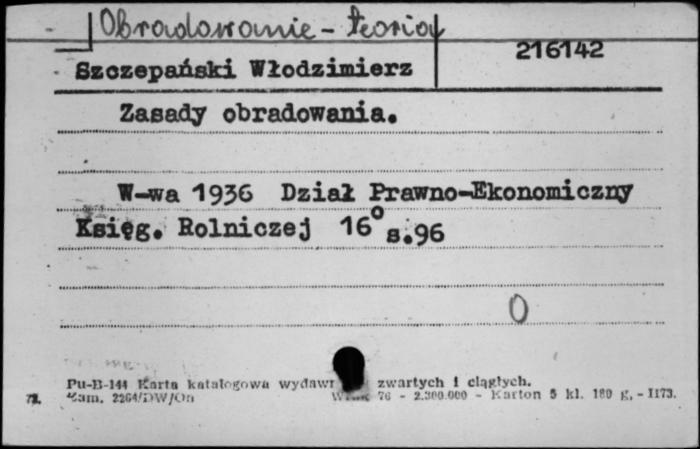 Obradowanie - teoria
216142
Szczepański Włodzimierz
Zasady obradowania.
W-wa 1936 Dział Prawno-Ekonomiczny
Księg. Rolniczej 16° s.96
0
Pu-B-144 Karta katalogowa wydawn zwartych i ciągłych.
72. Zam. 2264/DW/On 76 - 2.300.000 - Karton 5 kl. 180 g, - 1173.